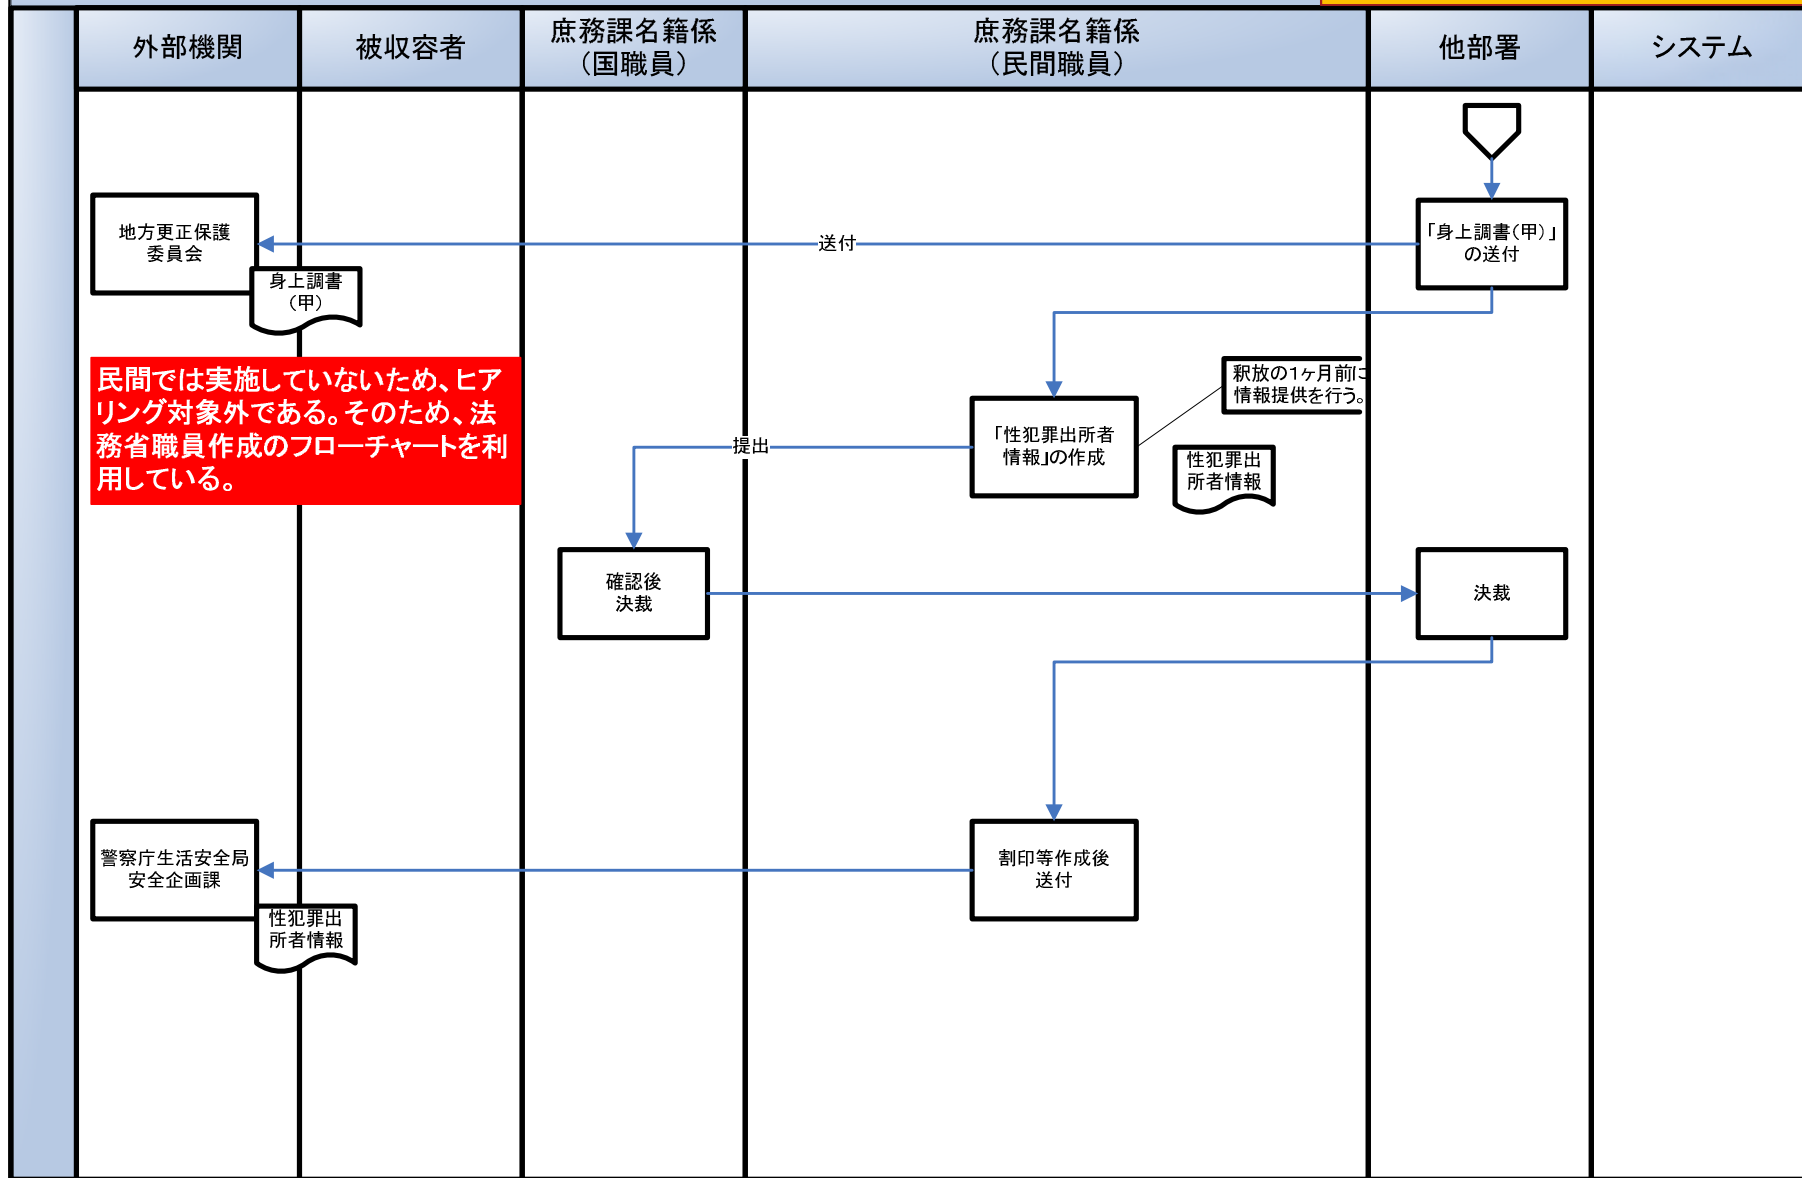 外部機関
被収容者
庶務課名籍係
（国職員）
庶務課名籍係
（民間職員）
他部署
システム
地方更正保護
委員会
送付
「身上調書（甲）」
の送付
身上調書
（甲）
民間では実施していないため、ヒア
リング対象外である。そのため、法
務省職員作成のフローチャートを利
用している。
釈放の１ヶ月前に
情報提供を行う。
「性犯罪出所者
情報」の作成
提出
性犯罪出
所者情報
確認後
決裁
決裁
警察庁生活安全局
安全企画課
割印等作成後
送付
性犯罪出
所者情報